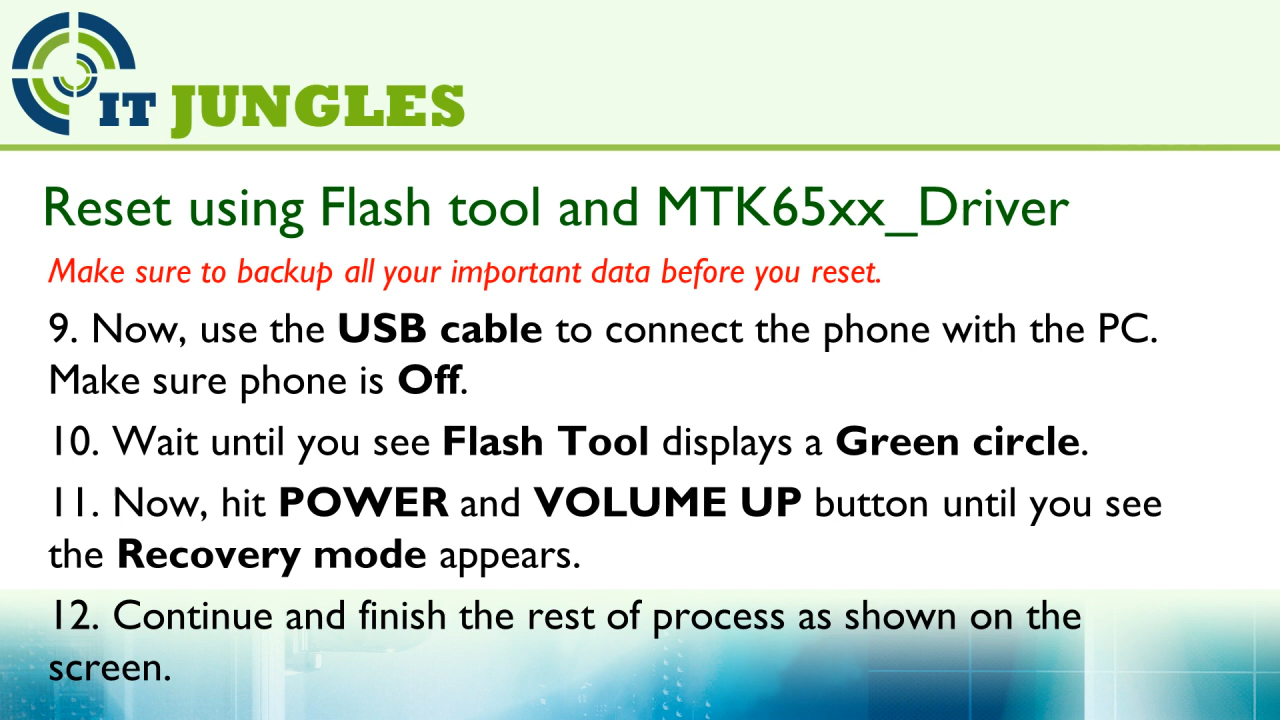 IT JUNGLES
Reset using Flash tool and MTK65xx_Driver
Make sure to backup all your important data before you reset.
9. Now, use the USB cable to connect the phone with the PC.
Make sure phone is Off.
10. Wait until you see Flash Tool displays a Green circle.
11. Now, hit POWER and VOLUME UP button until you see
the Recovery mode appears.
12. Continue and finish the rest of process as shown on the
screen.